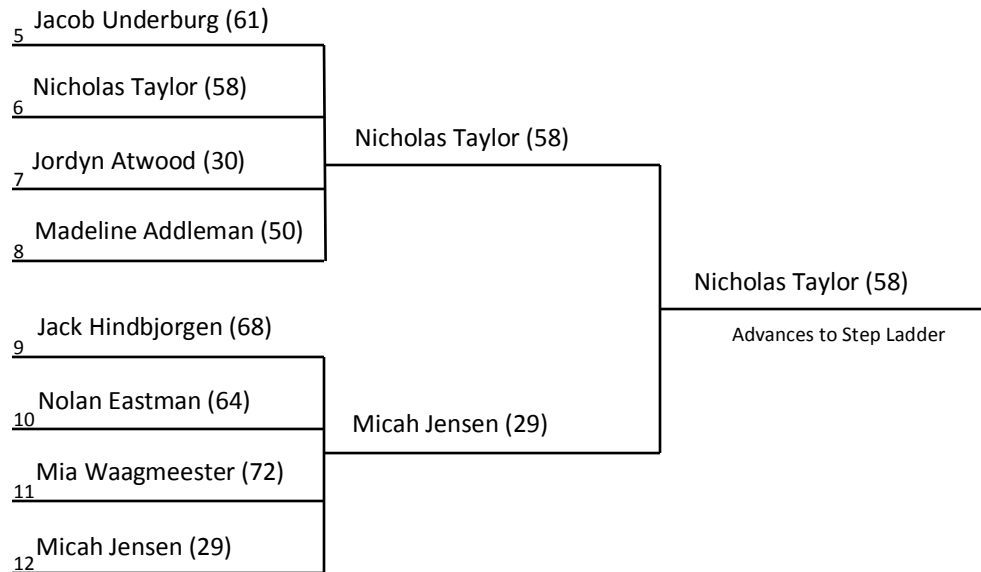 5 Jacob Underburg (61)
6 Nicholas Taylor (58)
7 Jordyn Atwood (30)
8 Madeline Addleman (50)
Nicholas Taylor (58)
9 Jack Hindbjorgen (68)
10 Nolan Eastman (64)
11 Mia Waagmeester (72)
12 Micah Jensen (29)
Micah Jensen (29)
Nicholas Taylor (58)
Advances to Step Ladder